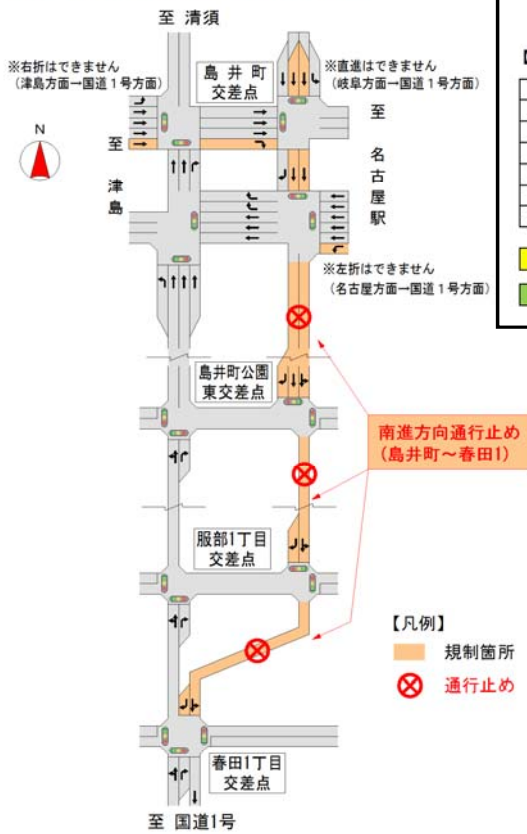 至 清須
※右折はできません
(津島方面→国道1号方面)
島 井 町
交差点
※直進はできません
(岐阜方面→国道1号方面)
【
N
至 津島
至 名古屋駅
※左折はできません
(名古屋方面→国道1号方面)
島井町公園
東交差点
南進方向通行止め
(島井町～春田1)
服部1丁目
交差点
【凡例】
規制箇所
通行止め
春田1丁目
交差点
至 国道1号